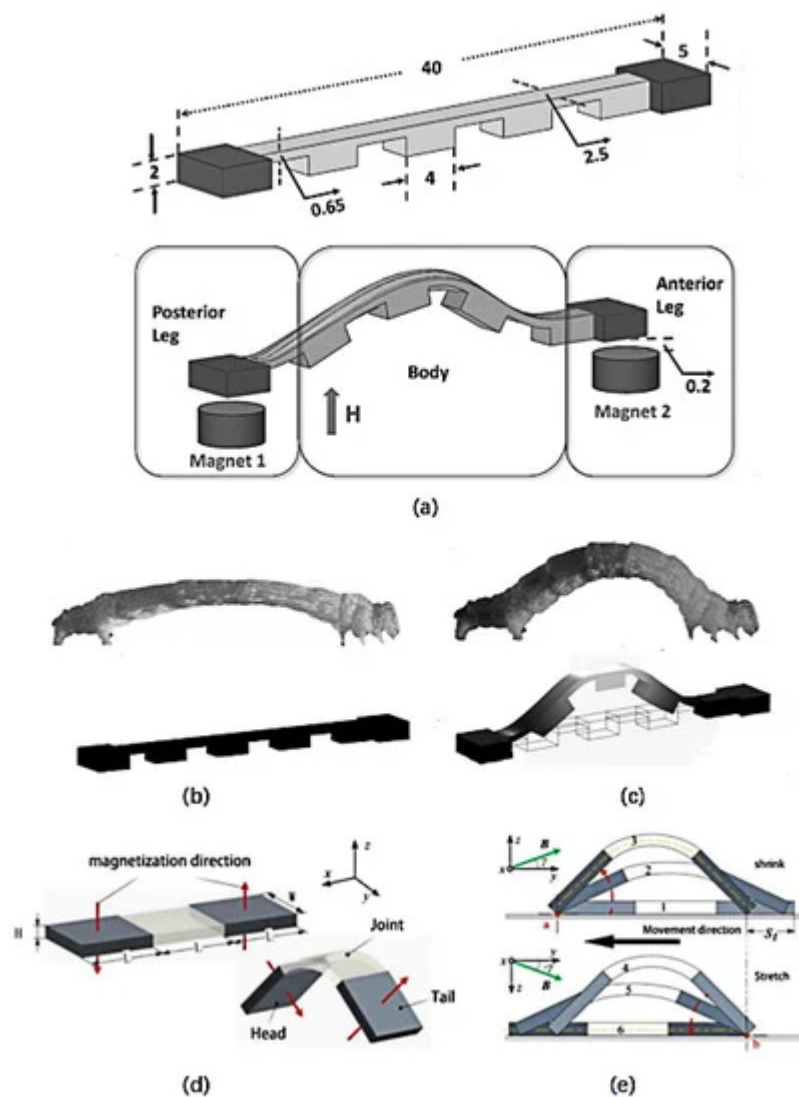 40
5
2
0.65
4
2.5
Posterior
Leg
Anterior
Leg
Body
H
0.2
Magnet 1
Magnet 2
(a)
(b)
(c)
magnetization direction
z
x
y
w
H
L
L
L
Joint
Head
Tail
(d)
z
B
x
y
3
shrink
2
1
a
Movement direction
S
x
y
z
B
4
Stretch
5
6
b
(e)